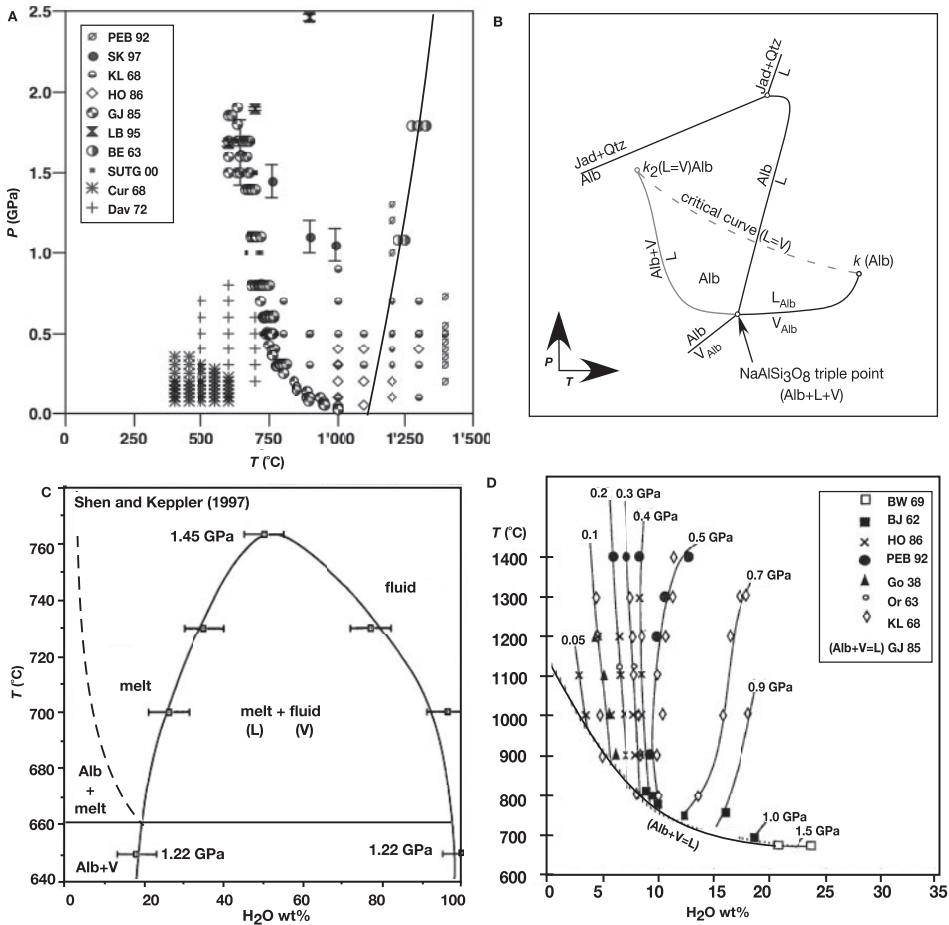 A
PEB 92
SK 97
KL 68
HO 86
GJ 85
LB 95
BE 63
SUTG 00
Cur 68
Dav 72
2.5
2.0
1.5
1.0
0.5
0.0
P (GPa)
0
250
500
750
1'000
1'250
1'500
T (°C)
B
Jad+Qtz
L
Jad+Qtz
Alb
k2(L=V)Alb
Alb
L
critical curve (L=V)
Alb+V
L
Alb
k (Alb)
LAlb
VAlb
Alb
VAlb
P
T
NaAlSi3O8 triple point
(Alb+L+V)
C
Shen and Keppler (1997)
760
740
720
700
680
660
640
T (°C)
1.45 GPa
fluid
melt
melt + fluid
(L) (V)
Alb
+
melt
Alb+V
1.22 GPa
1.22 GPa
0
20
40
60
80
100
H2O wt%
D
T (°C)
1400
1300
1200
1100
1000
900
800
700
600
0.05
0.1
0.2
0.3 GPa
0.4 GPa
0.5 GPa
0.7 GPa
0.9 GPa
1.0 GPa
1.5 GPa
(Alb+V=L)
BW 69
BJ 62
HO 86
PEB 92
Go 38
Or 63
KL 68
(Alb+V=L) GJ 85
0
5
10
15
20
25
30
35
H2O wt%